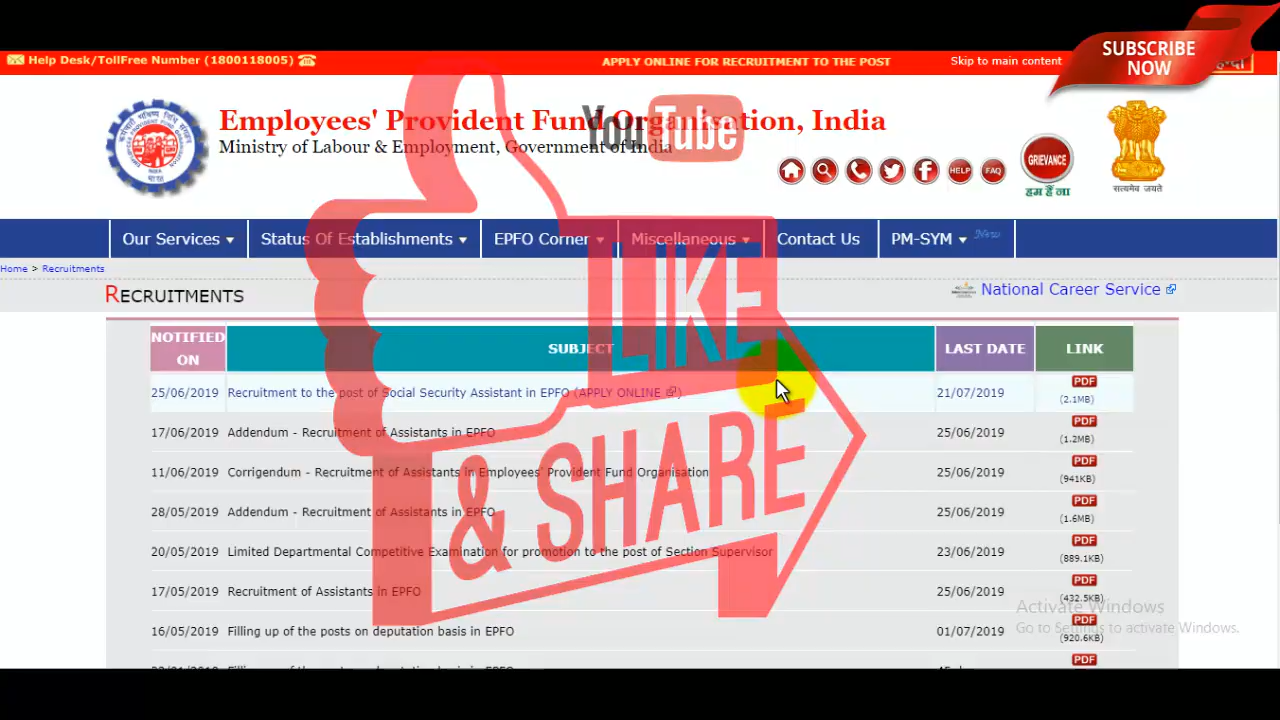 SUBSCRIBE
NOW
Help Desk/TollFree Number (1800118005)
APPLY ONLINE FOR RECRUITMENT TO THE POST
Skip to main content
Employees' Provident Fund Organisation, India
YouTube
Ministry of Labour & Employment, Government of India
HELP
FAQ
GRIEVANCE
हम हैं ना
सत्यमेव जयते
Our Services
Status Of Establishments
EPFO Corner
Miscellaneous
Contact Us
PM-SYM
New
Home > Recruitments
RECRUITMENTS
National Career Service
LIKE
& SHARE
NOTIFIED ON SUBJECT LAST DATE LINK
25/06/2019 Recruitment to the post of Social Security Assistant in EPFO (APPLY ONLINE ) 21/07/2019 PDF (2.1MB)
17/06/2019 Addendum - Recruitment of Assistants in EPFO 25/06/2019 PDF (1.2MB)
11/06/2019 Corrigendum - Recruitment of Assistants in Employees' Provident Fund Organisation 25/06/2019 PDF (941KB)
28/05/2019 Addendum - Recruitment of Assistants in EPFO 25/06/2019 PDF (1.6MB)
20/05/2019 Limited Departmental Competitive Examination for promotion to the post of Section Supervisor 23/06/2019 PDF (889.1KB)
17/05/2019 Recruitment of Assistants in EPFO 25/06/2019 PDF (432.5KB)
16/05/2019 Filling up of the posts on deputation basis in EPFO 01/07/2019 PDF (920.6KB)
PDF
Activate Windows
Go to Settings to activate Windows.